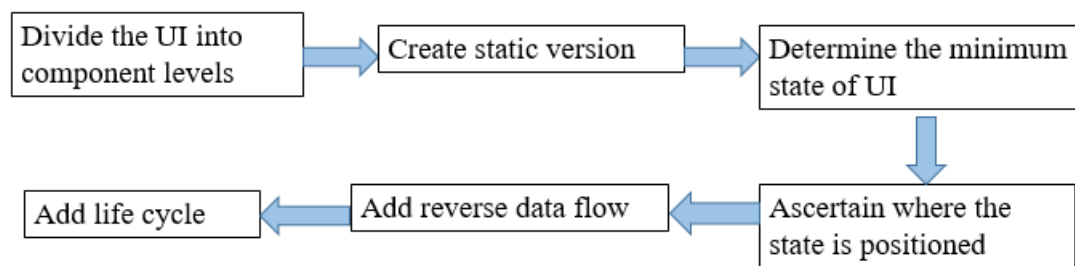 Divide the UI into
component levels
Create static version
Determine the minimum
state of UI
Ascertain where the
state is positioned
Add reverse data flow
Add life cycle